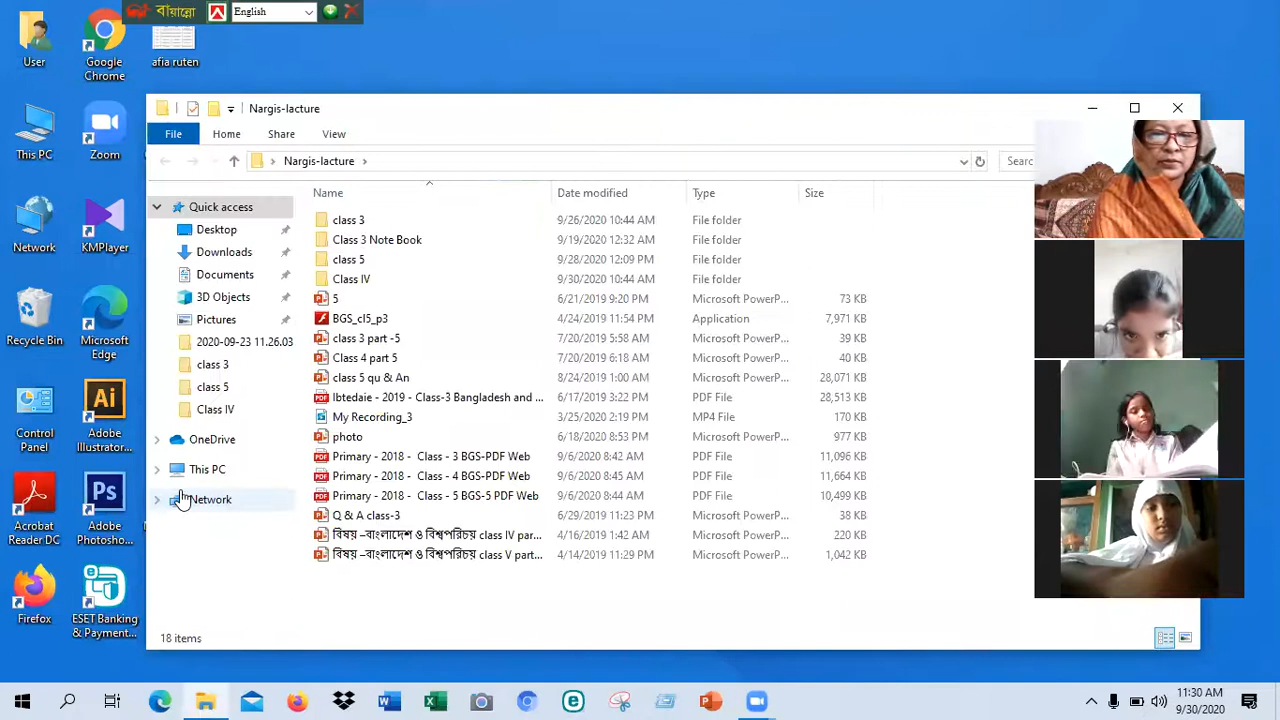 বাঁয়ান্নো English
User
Google Chrome
afia ruten
This PC
Zoom
Network
KMPlayer
Recycle Bin
Microsoft Edge
Control Panel
Adobe Illustrator...
Acrobat Reader DC
Adobe Photosho...
Firefox
ESET Banking & Payment...
Nargis-lacture
File Home Share View
Nargis-lacture
Name Date modified Type Size
Quick access
Desktop
Downloads
Documents
3D Objects
Pictures
2020-09-23 11.26.03
class 3
class 5
Class IV
OneDrive
This PC
Network
class 3 9/26/2020 10:44 AM File folder
Class 3 Note Book 9/19/2020 12:32 AM File folder
class 5 9/28/2020 12:09 PM File folder
Class IV 9/30/2020 10:44 AM File folder
5 6/21/2019 9:20 PM Microsoft PowerP... 73 KB
BGS_cl5_p3 4/24/2019 11:54 PM Application 7,971 KB
class 3 part -5 7/20/2019 5:58 AM Microsoft PowerP... 39 KB
Class 4 part 5 7/20/2019 6:18 AM Microsoft PowerP... 40 KB
class 5 qu & An 8/24/2019 1:00 AM Microsoft PowerP... 28,071 KB
Ibtedaie - 2019 - Class-3 Bangladesh and ... 6/17/2019 3:22 PM PDF File 28,513 KB
My Recording_3 3/25/2020 2:19 PM MP4 File 170 KB
photo 6/18/2020 8:53 PM Microsoft PowerP... 977 KB
Primary - 2018 - Class - 3 BGS-PDF Web 9/6/2020 8:42 AM PDF File 11,096 KB
Primary - 2018 - Class - 4 BGS-PDF Web 9/6/2020 8:45 AM PDF File 11,664 KB
Primary - 2018 - Class - 5 BGS-5 PDF Web 9/6/2020 8:44 AM PDF File 10,499 KB
Q & A class-3 6/29/2019 11:23 PM Microsoft PowerP... 38 KB
বিষয় –বাংলাদেশ ও বিশ্বপরিচয় class IV par... 4/16/2019 1:42 AM Microsoft PowerP... 220 KB
বিষয় –বাংলাদেশ ও বিশ্বপরিচয় class V part... 4/14/2019 11:29 PM Microsoft PowerP... 1,042 KB
18 items
11:30 AM
9/30/2020